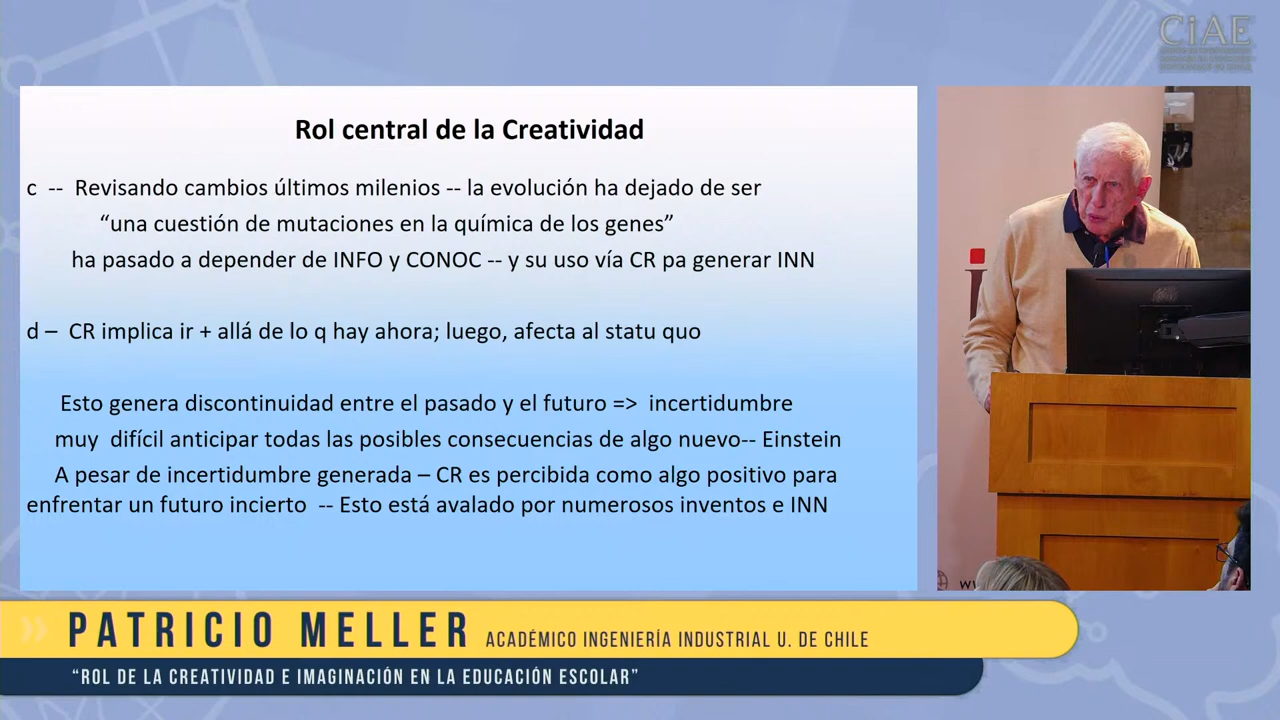 CiAE
Rol central de la Creatividad
c -- Revisando cambios últimos milenios -- la evolución ha dejado de ser
“una cuestión de mutaciones en la química de los genes”
ha pasado a depender de INFO y CONOC -- y su uso vía CR pa generar INN
d – CR implica ir + allá de lo q hay ahora; luego, afecta al statu quo
Esto genera discontinuidad entre el pasado y el futuro => incertidumbre
muy difícil anticipar todas las posibles consecuencias de algo nuevo-- Einstein
A pesar de incertidumbre generada – CR es percibida como algo positivo para
enfrentar un futuro incierto -- Esto está avalado por numerosos inventos e INN
PATRICIO MELLER ACADÉMICO INGENIERÍA INDUSTRIAL U. DE CHILE
“ROL DE LA CREATIVIDAD E IMAGINACIÓN EN LA EDUCACIÓN ESCOLAR”